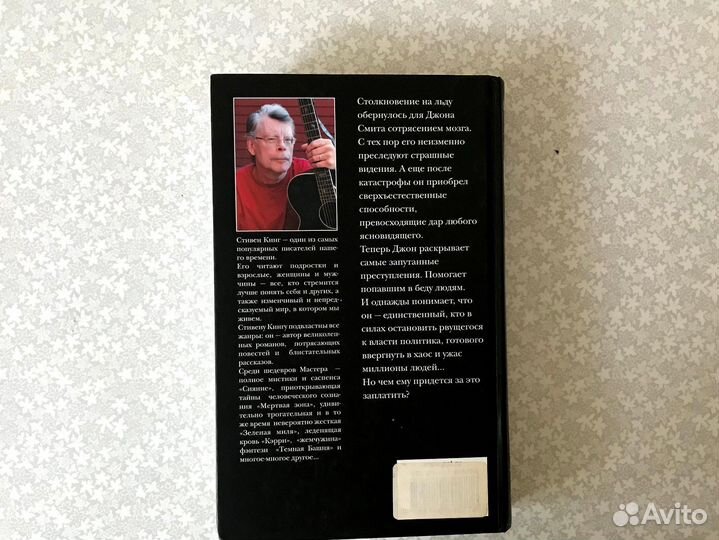 Стивен Кинг — один из самых
популярных писателей наше-
го времени.
Его читают подростки и
взрослые, женщины и муж-
чины — все, кто стремится
лучше понять себя и других, а
также изменчивый и непред-
сказуемый мир, в котором мы
живем.
Стивену Кингу подвластны все
жанры: он — автор великолеп-
ных романов, потрясающих
повестей и блистательных
рассказов.
Среди шедевров Мастера —
полное мистики и саспенса
«Сияние», приоткрывающая
тайны человеческого созна-
ния «Мертвая зона», удиви-
тельно трогательная и в то
же время невероятно жесткая
«Зеленая миля», леденящая
кровь «Кэрри», «жемчужина»
фэнтези «Темная Башня» и
многое-многое другое...
Столкновение на льду
обернулось для Джона
Смита сотрясением мозга.
С тех пор его неизменно
преследуют страшные
видения. А еще после
катастрофы он приобрел
сверхъестественные
способности,
превосходящие дар любого
ясновидящего.
Теперь Джон раскрывает
самые запутанные
преступления. Помогает
попавшим в беду людям.
И однажды понимает, что
он — единственный, кто в
силах остановить рвущегося
к власти политика, готового
ввергнуть в хаос и ужас
миллионы людей...
Но чем ему придется за это
заплатить?
Avito